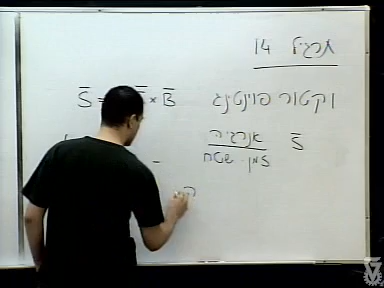 תרגיל 14
וקטור פוינטינג S̄ = × B̄
S̄ אנרגיה
זמן · שטח